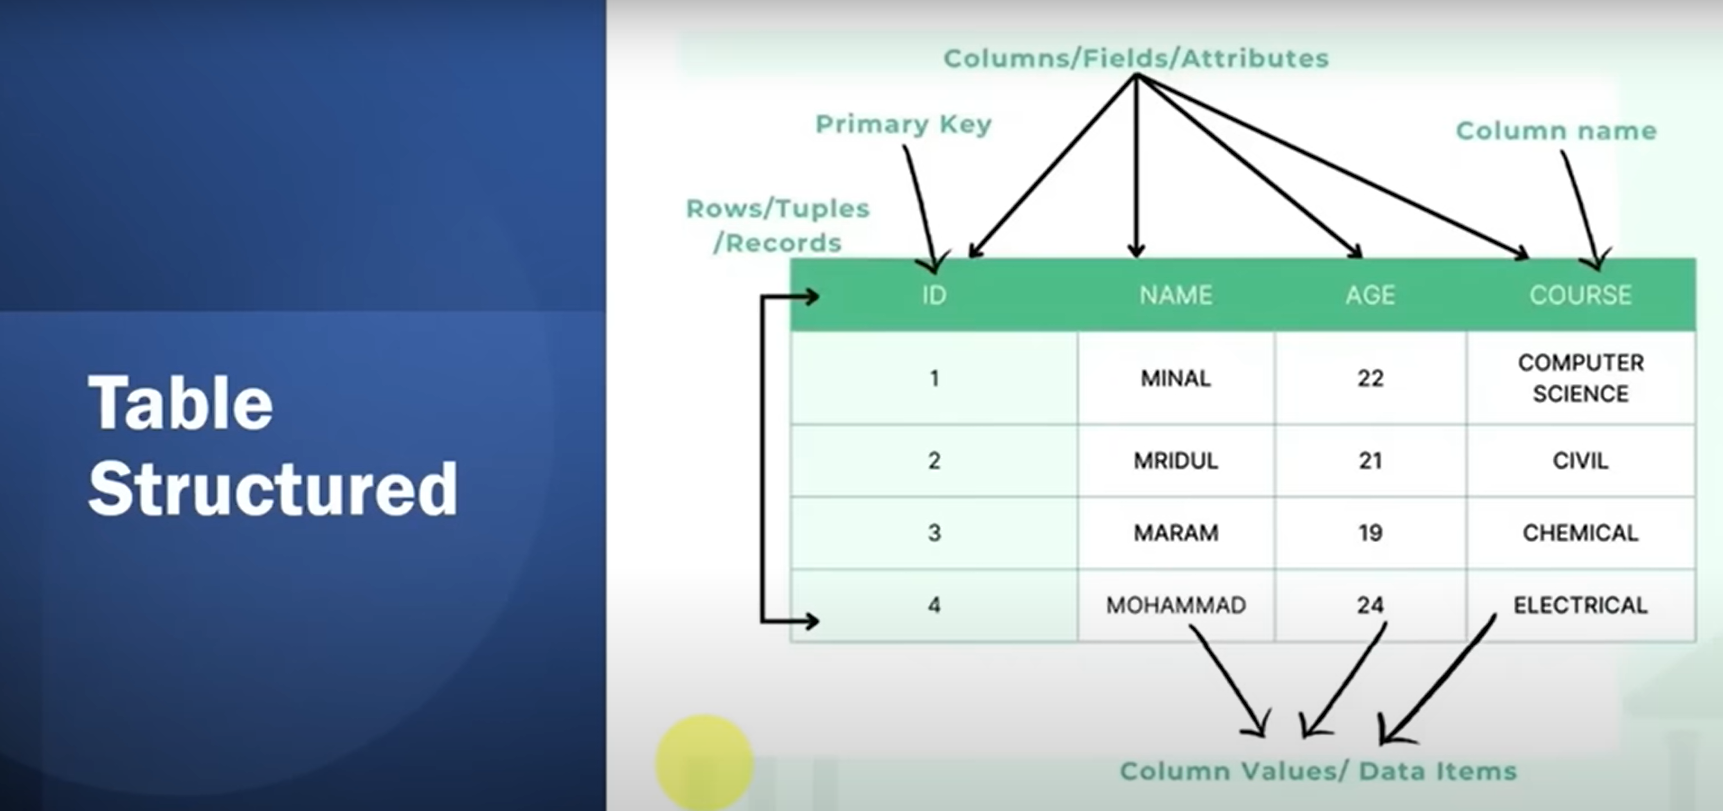 Table
Structured
Columns/Fields/Attributes
Primary Key
Column name
Rows/Tuples
/Records
ID NAME AGE COURSE
1 MINAL 22 COMPUTER
SCIENCE
2 MRIDUL 21 CIVIL
3 MARAM 19 CHEMICAL
4 MOHAMMAD 24 ELECTRICAL
Column Values/ Data Items